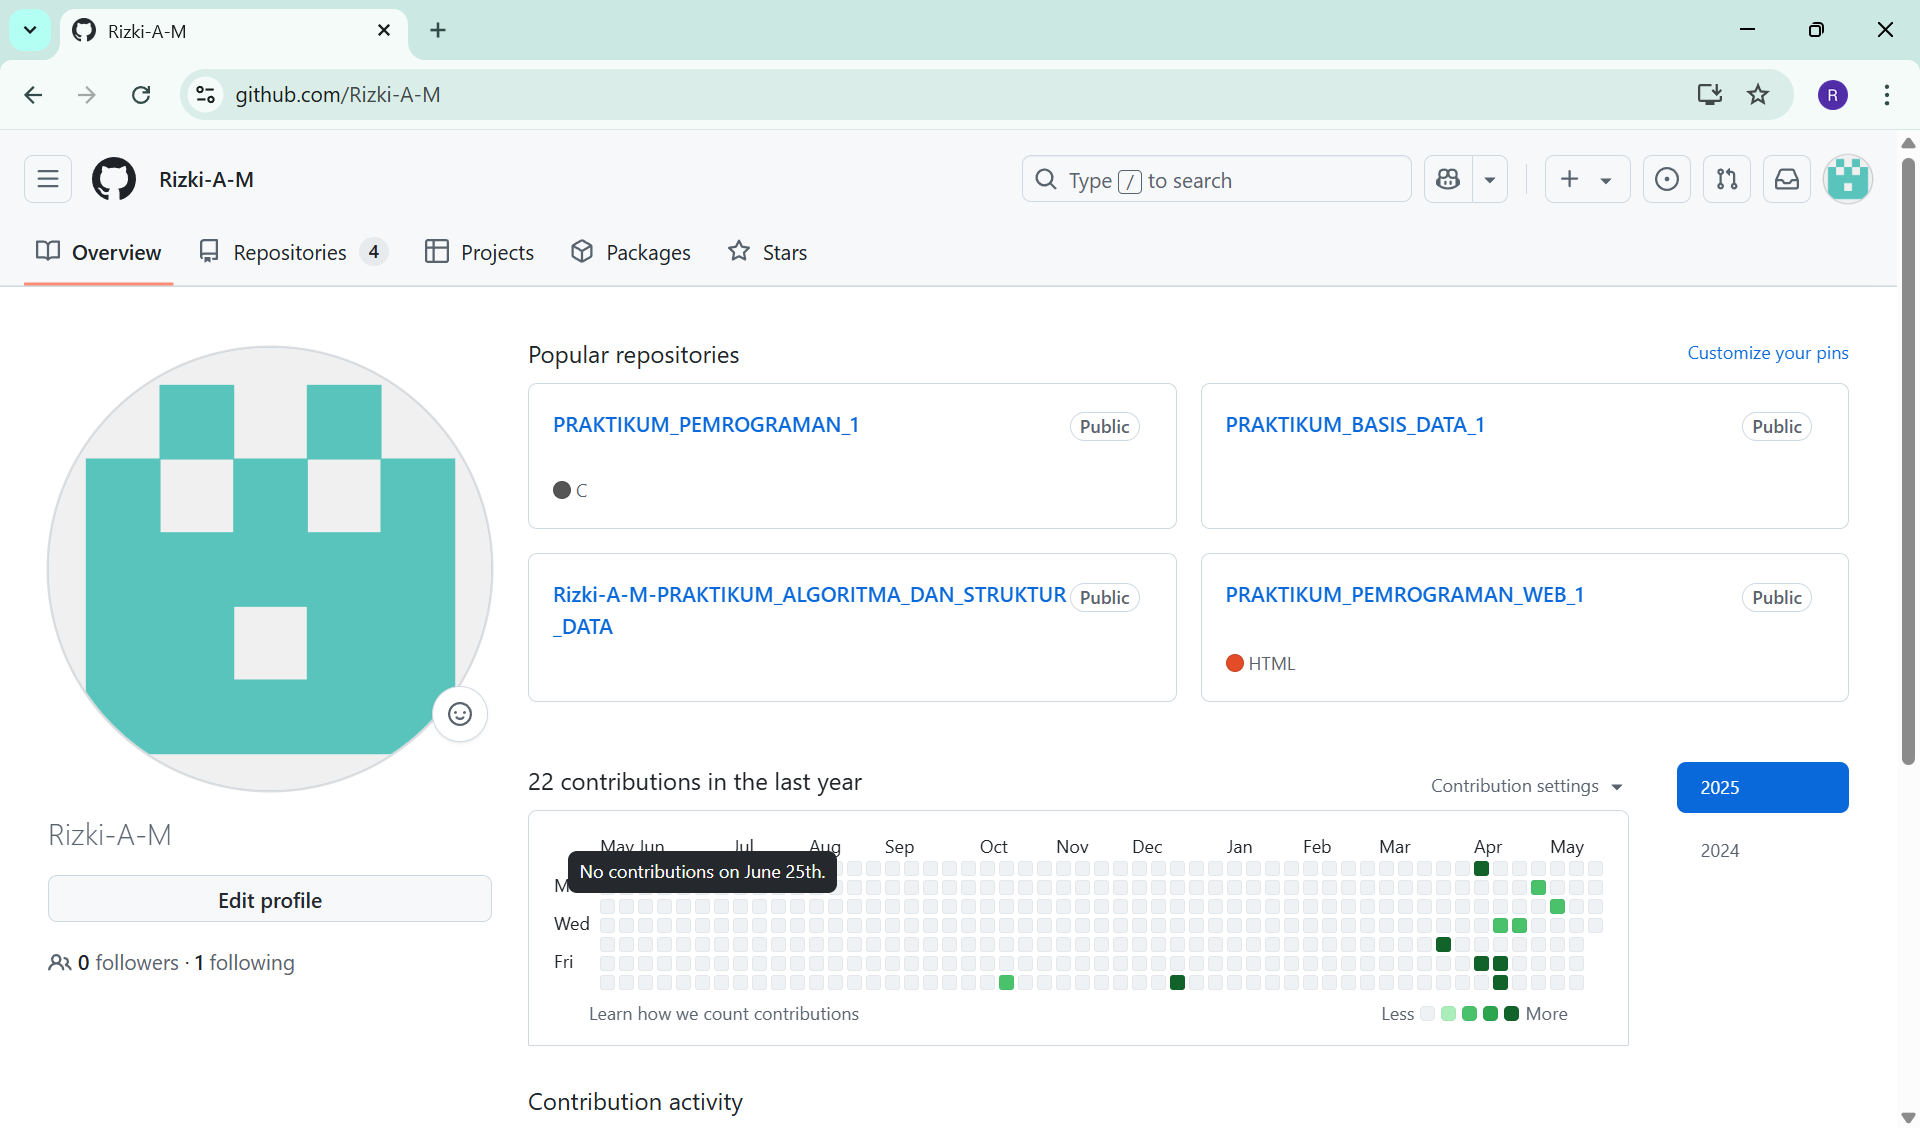 Rizki-A-M
github.com/Rizki-A-M
R
Rizki-A-M
Type / to search
Overview
Repositories 4
Projects
Packages
Stars
Popular repositories
Customize your pins
PRAKTIKUM_PEMROGRAMAN_1
Public
C
PRAKTIKUM_BASIS_DATA_1
Public
Rizki-A-M-PRAKTIKUM_ALGORITMA_DAN_STRUKTUR
_DATA
Public
PRAKTIKUM_PEMROGRAMAN_WEB_1
Public
HTML
Rizki-A-M
Edit profile
0 followers · 1 following
22 contributions in the last year
Contribution settings
2025
2024
May Jun Jul Aug Sep Oct Nov Dec Jan Feb Mar Apr May
No contributions on June 25th.
Wed
Fri
Learn how we count contributions
Less
More
Contribution activity